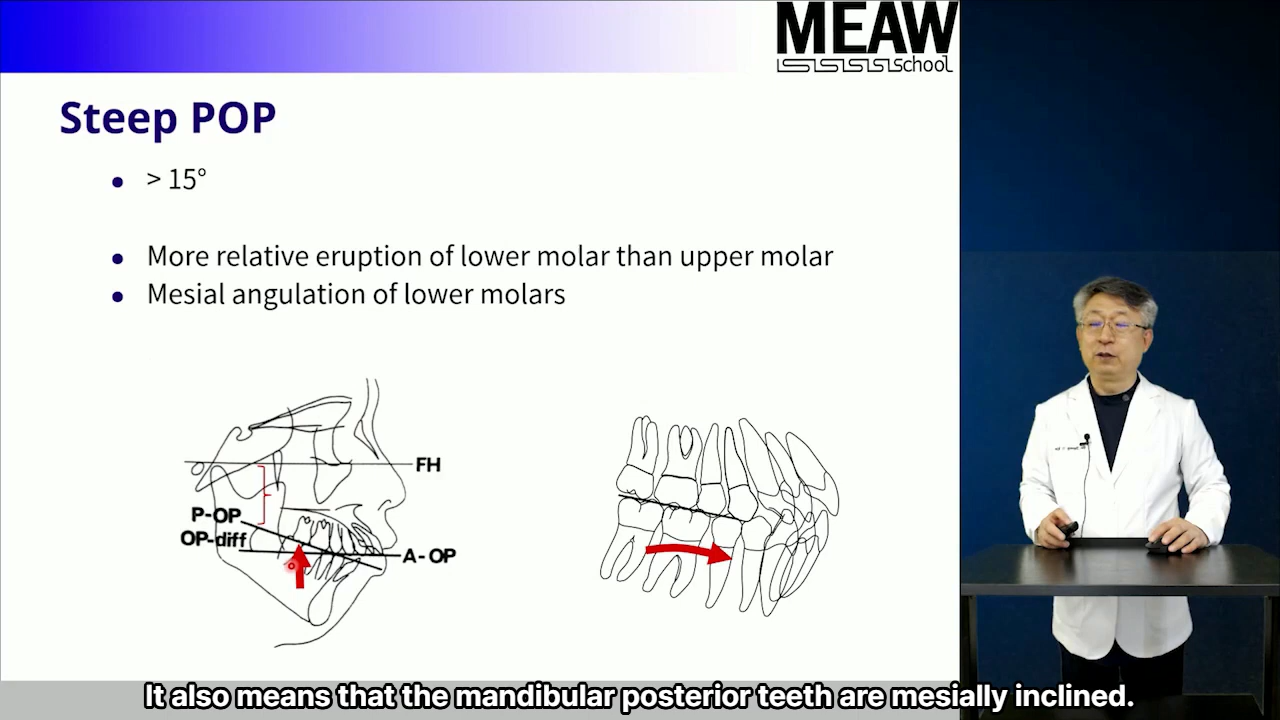 MEAW
school
Steep POP
> 15°
More relative eruption of lower molar than upper molar
Mesial angulation of lower molars
FH
P-OP
OP-diff
A-OP
It also means that the mandibular posterior teeth are mesially inclined.